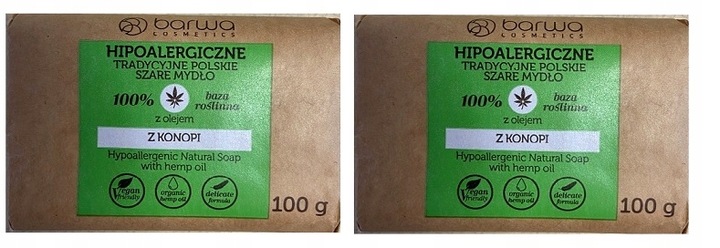 barwa
COSMETICS
HIPOALERGICZNE
TRADYCYJNE POLSKIE
SZARE MYDŁO
100% baza roślinna
z olejem
Z KONOPI
Hypoallergenic Natural Soap
with hemp oil
Vegan friendly
organic hemp oil
delicate formula
100 g
barwa
COSMETICS
HIPOALERGICZNE
TRADYCYJNE POLSKIE
SZARE MYDŁO
100% baza roślinna
z olejem
Z KONOPI
Hypoallergenic Natural Soap
with hemp oil
Vegan friendly
organic hemp oil
delicate formula
100 g